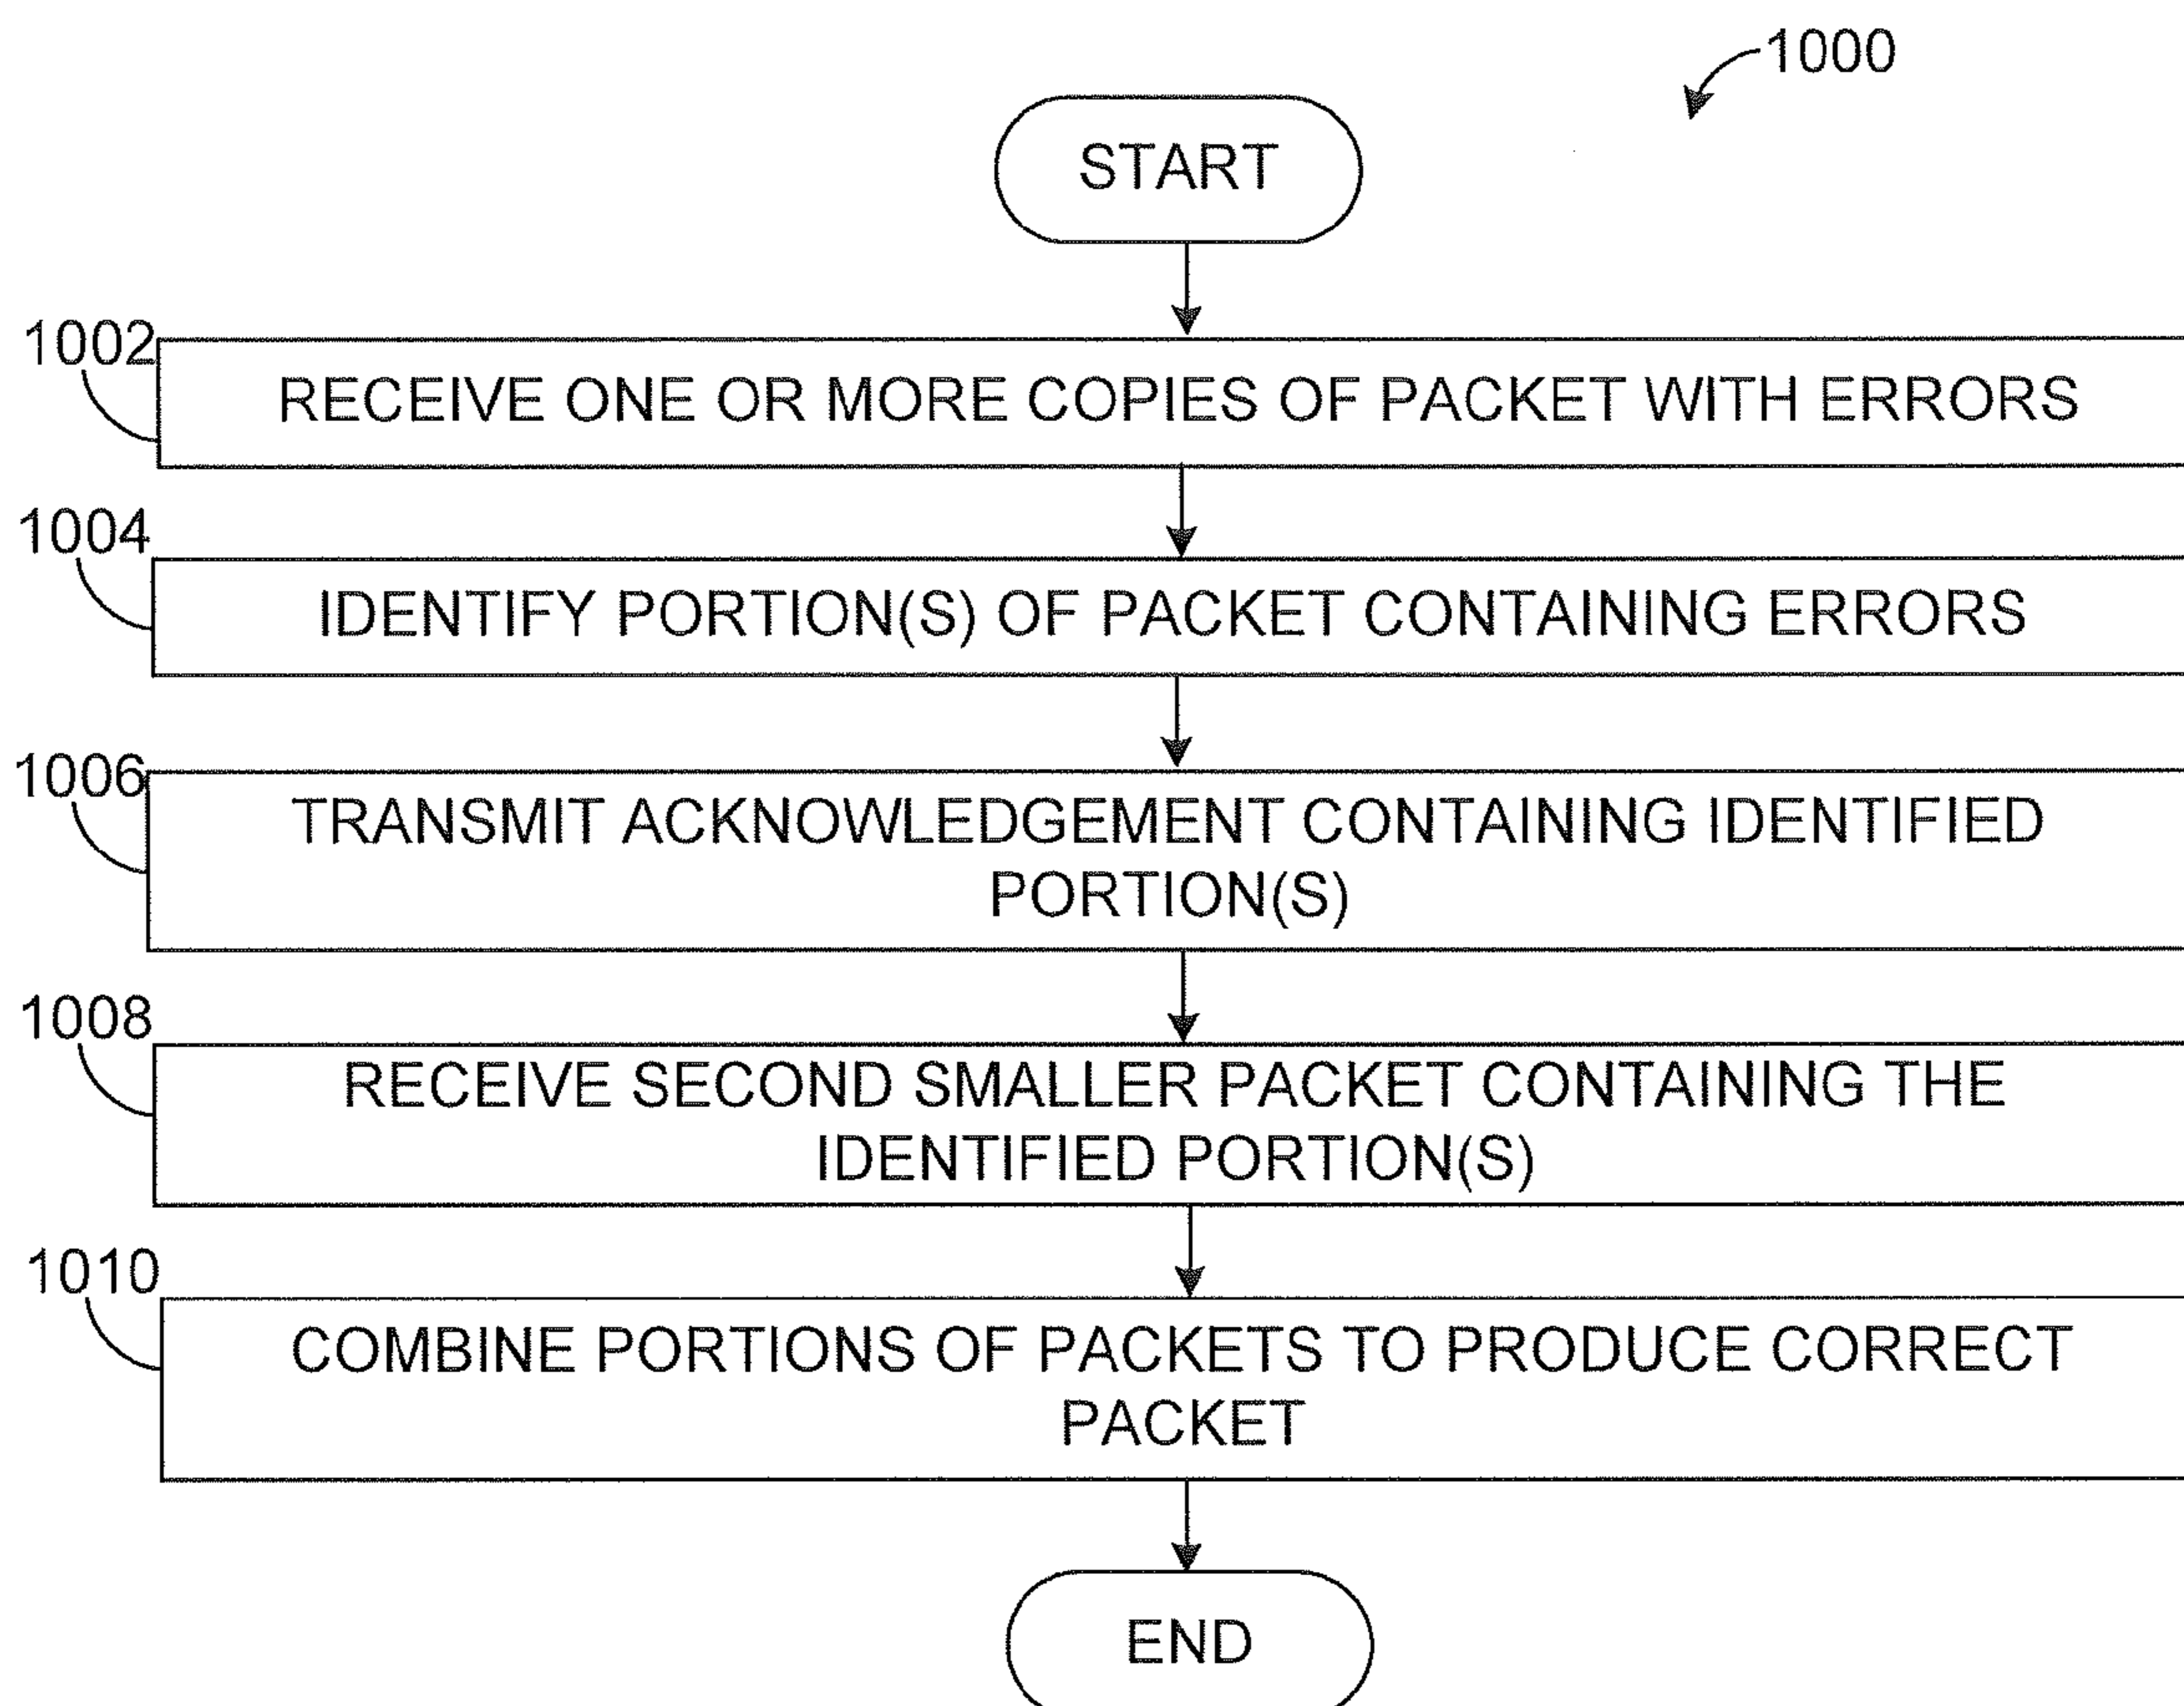 1000
START
1002
RECEIVE ONE OR MORE COPIES OF PACKET WITH ERRORS
1004
IDENTIFY PORTION(S) OF PACKET CONTAINING ERRORS
1006
TRANSMIT ACKNOWLEDGEMENT CONTAINING IDENTIFIED
PORTION(S)
1008
RECEIVE SECOND SMALLER PACKET CONTAINING THE
IDENTIFIED PORTION(S)
1010
COMBINE PORTIONS OF PACKETS TO PRODUCE CORRECT
PACKET
END